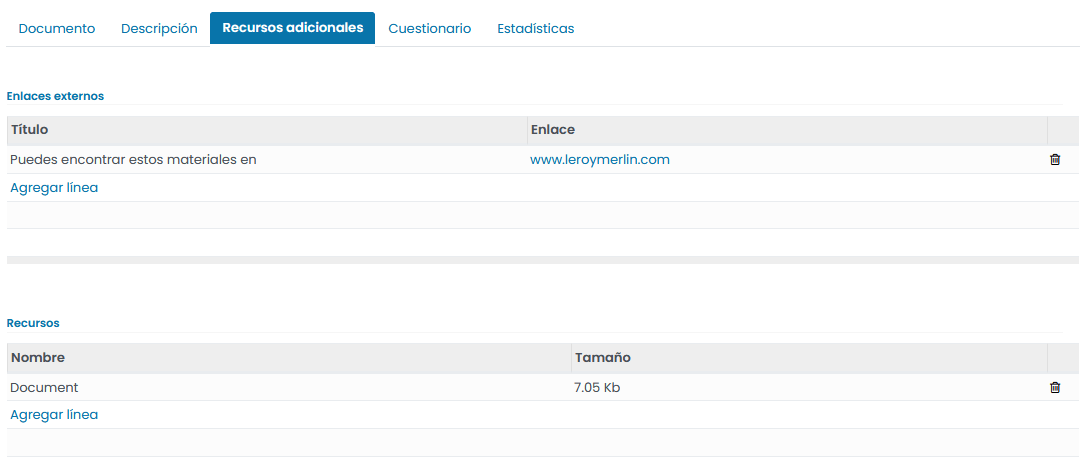 Documento Descripción Recursos adicionales Cuestionario Estadísticas
Enlaces externos
Título Enlace
Puedes encontrar estos materiales en www.leroymerlin.com
Agregar línea
Recursos
Nombre Tamaño
Document 7.05 Kb
Agregar línea